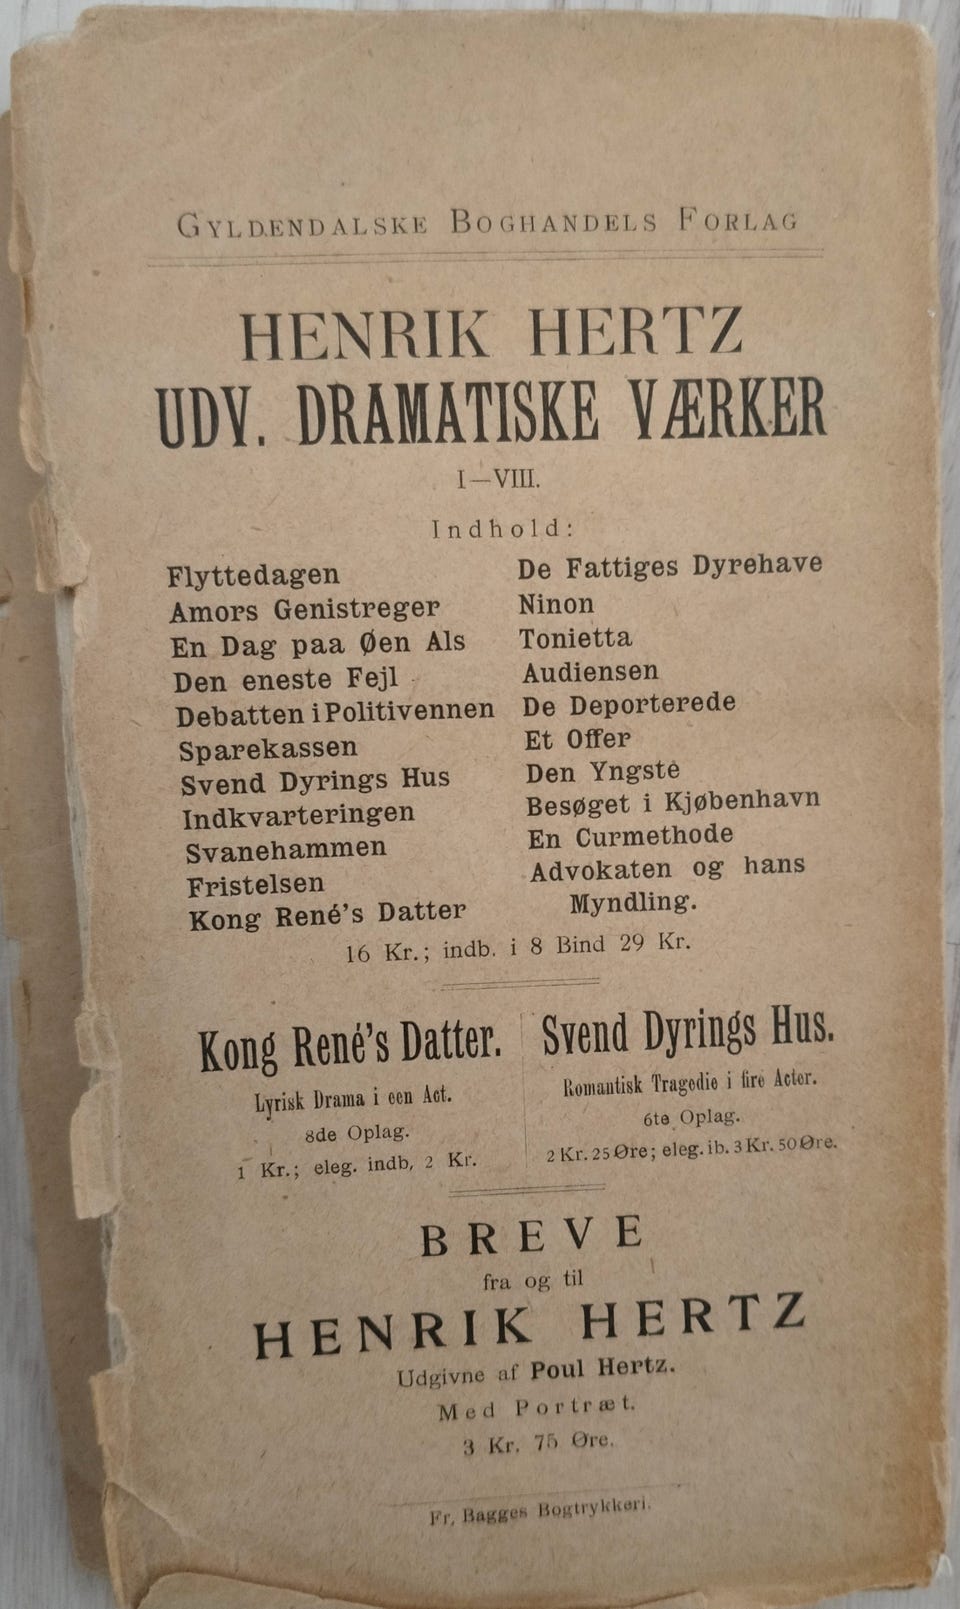 GYLDENDALSKE BOGHANDELS FORLAG
HENRIK HERTZ
UDV. DRAMATISKE VÆRKER
I—VIII.
Indhold:
Flyttedagen
Amors Genistreger
En Dag paa Øen Als
Den eneste Fejl
Debatten i Politivennen
Sparekassen
Svend Dyrings Hus
Indkvarteringen
Svanehammen
Fristelsen
Kong René's Datter
De Fattiges Dyrehave
Ninon
Tonietta
Audiensen
De Deporterede
Et Offer
Den Yngste
Besøget i Kjøbenhavn
En Curmethode
Advokaten og hans
Myndling.
16 Kr.; indb. i 8 Bind 29 Kr.
Kong René's Datter.
Lyrisk Drama i een Act.
8de Oplag.
1 Kr.; eleg. indb, 2 Kr.
Svend Dyrings Hus.
Romantisk Tragedie i fire Acter.
6te Oplag.
2 Kr. 25 Øre; eleg. ib. 3 Kr. 50 Øre.
BREVE
fra og til
HENRIK HERTZ
Udgivne af Poul Hertz.
Med Portræt.
3 Kr. 75 Øre.
Fr. Bagges Bogtrykkeri.